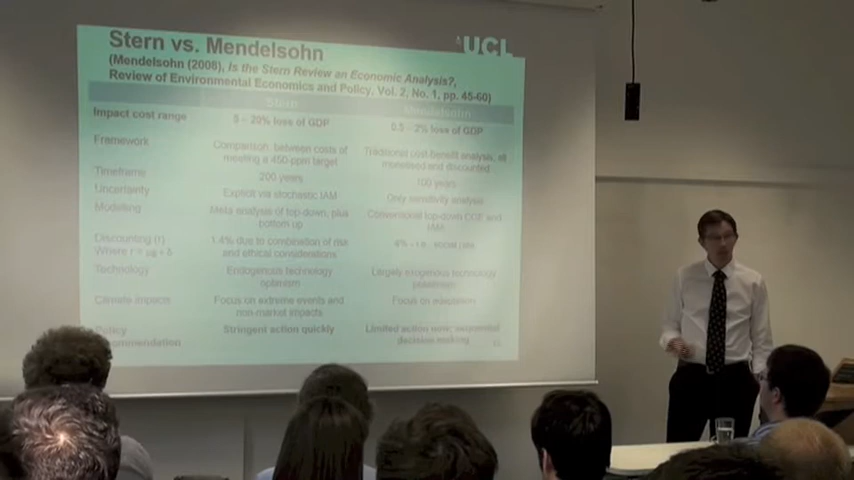 Stern vs. Mendelsohn
UCL
(Mendelsohn (2008), Is the Stern Review an Economic Analysis?,
Review of Environmental Economics and Policy, Vol. 2, No. 1, pp. 45-60)
Stern Mendelsohn
Impact cost range 5 – 20% loss of GDP 0.5 – 2% loss of GDP
Framework Comparison between costs of Traditional cost-benefit analysis, all
meeting a 450 ppm target monetised and discounted
Timeframe 200 years 100 years
Uncertainty Explicit via stochastic IAM Only sensitivity analysis
Modelling Meta analysis of top-down, plus Conventional top-down CGE and
bottom up IAM
Discounting (r) 1.4% due to combination of risk 4% - i.e. social rate
Where r = μg + δ and ethical considerations
Technology Endogenous technology Largely exogenous technology
optimism pessimism
Climate impacts Focus on extreme events and Focus on adaptation
non-market impacts
Policy Stringent action quickly Limited action now, sequential
decision making